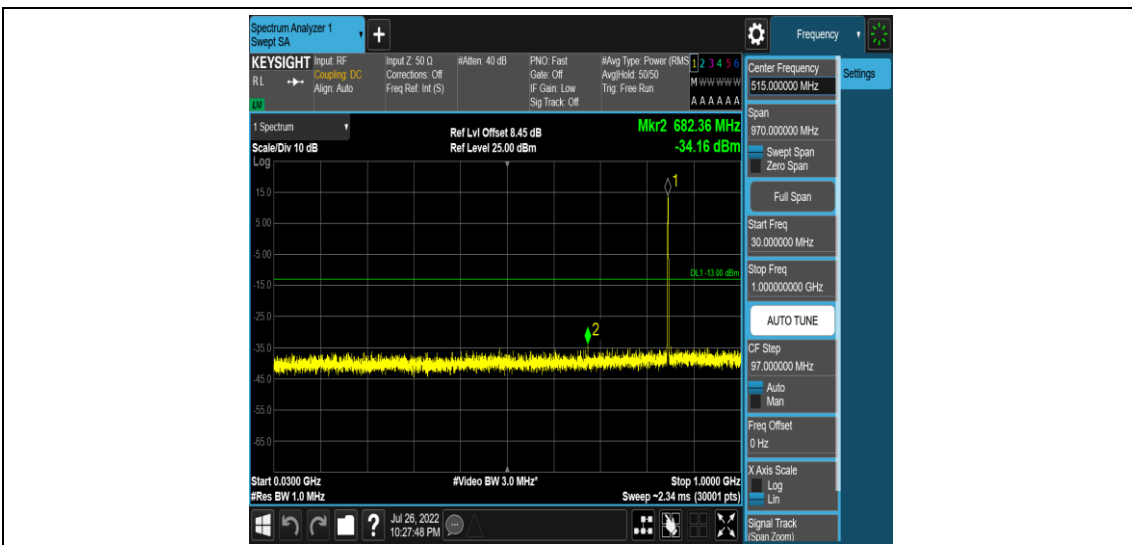 Spectrum Analyzer 1
Swept SA
+
Frequency
KEYSIGHT
RL
LXI
Input: RF
Coupling: DC
Align: Auto
Input Z: 50 Ω
Corrections: Off
Freq Ref: Int (S)
#Atten: 40 dB
PNO: Fast
Gate: Off
IF Gain: Low
Sig Track: Off
#Avg Type: Power (RMS
Avg|Hold: 50/50
Trig: Free Run
1 2 3 4 5 6
M W W W W W
A A A A A A
1 Spectrum
Scale/Div 10 dB
Ref Lvl Offset 8.45 dB
Ref Level 25.00 dBm
Mkr2 682.36 MHz
-34.16 dBm
Log
15.0
5.00
-5.00
-15.0
-25.0
-35.0
-45.0
-55.0
-65.0
1
DL1 -13.00 dBm
2
Start 0.0300 GHz
#Res BW 1.0 MHz
#Video BW 3.0 MHz*
Stop 1.0000 GHz
Sweep ~2.34 ms (30001 pts)
?
Jul 26, 2022
10:27:48 PM
Center Frequency
515.000000 MHz
Settings
Span
970.000000 MHz
Swept Span
Zero Span
Full Span
Start Freq
30.000000 MHz
Stop Freq
1.000000000 GHz
AUTO TUNE
CF Step
97.000000 MHz
Auto
Man
Freq Offset
0 Hz
X Axis Scale
Log
Lin
Signal Track
(Span Zoom)